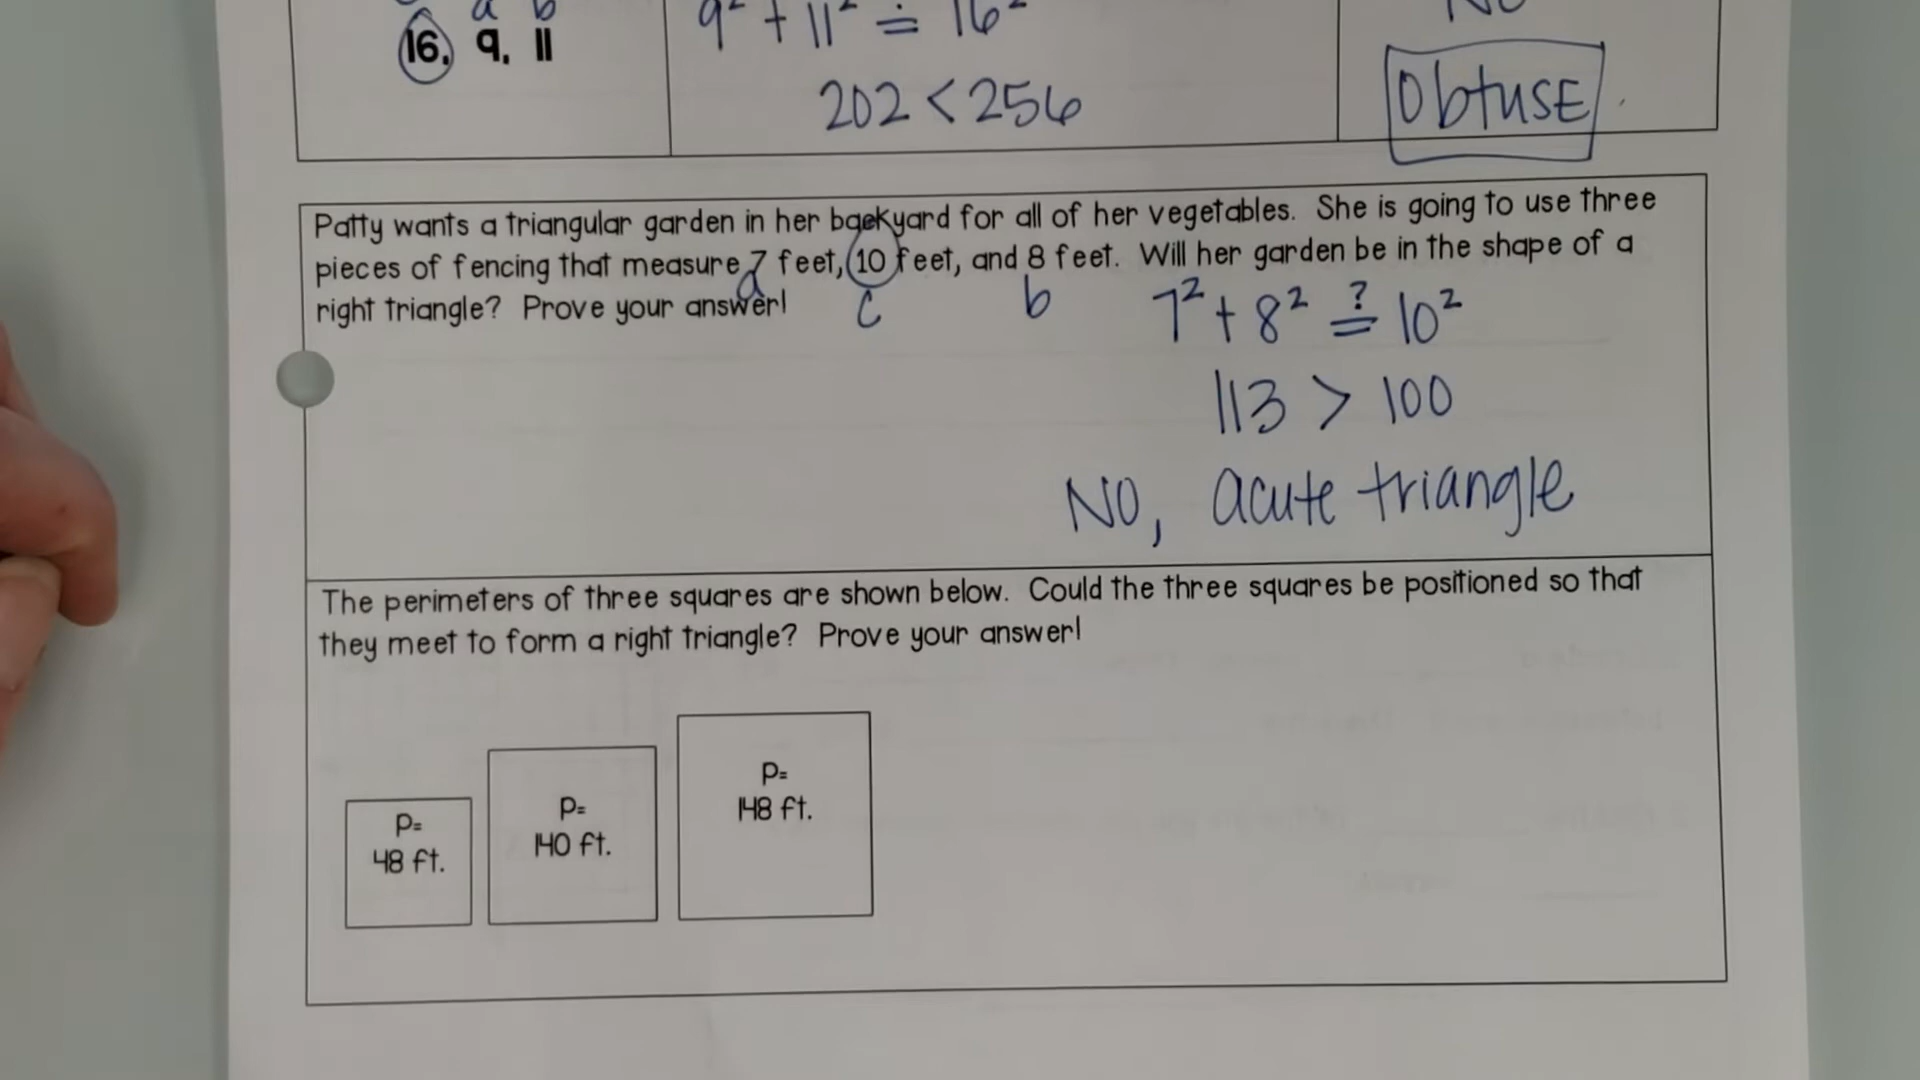 a b
16, 9, 11
9² + 11² ≟ 16²
202 < 256
NO
Obtuse
Patty wants a triangular garden in her backyard for all of her vegetables. She is going to use three
pieces of fencing that measure 7 feet, 10 feet, and 8 feet. Will her garden be in the shape of a
right triangle? Prove your answer!
a c b
7² + 8² ≟ 10²
113 > 100
NO, acute triangle
The perimeters of three squares are shown below. Could the three squares be positioned so that
they meet to form a right triangle? Prove your answer!
P=
48 ft.
P=
140 ft.
P=
148 ft.